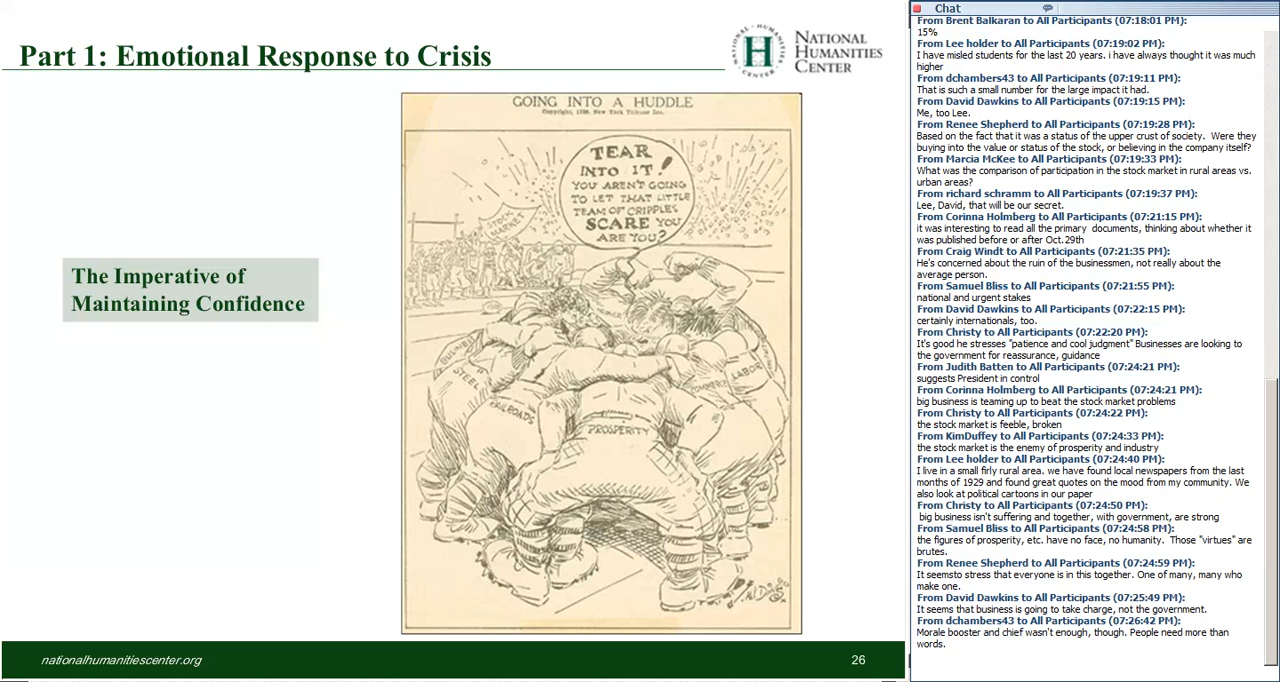 Part 1: Emotional Response to Crisis
NATIONAL
HUMANITIES
CENTER
The Imperative of
Maintaining Confidence
GOING INTO A HUDDLE
TEAR
INTO IT!
YOU AREN'T GOING
TO LET THAT LITTLE
TEAM OF CRIPPLES
SCARE YOU
ARE YOU?
STOCK
MARKET
STEEL
RAILROADS
COMMERCE
LABOR
PROSPERITY
nationalhumanitiescenter.org
26
Chat
From Brent Balkaran to All Participants (07:18:01 PM):
15%
From Lee holder to All Participants (07:19:02 PM):
I have misled students for the last 20 years. i have always thought it was much
higher
From dchambers43 to All Participants (07:19:11 PM):
That is such a small number for the large impact it had.
From David Dawkins to All Participants (07:19:15 PM):
Me, too Lee.
From Renee Shepherd to All Participants (07:19:28 PM):
Based on the fact that it was a status of the upper crust of society.  Were they
buying into the value or status of the stock, or believing in the company itself?
From Marcia McKee to All Participants (07:19:33 PM):
What was the comparison of participation in the stock market in rural areas vs.
urban areas?
From richard schramm to All Participants (07:19:37 PM):
Lee, David, that will be our secret.
From Corinna Holmberg to All Participants (07:21:15 PM):
it was interesting to read all the primary  documents, thinking about whether it
was published before or after Oct.29th
From Craig Windt to All Participants (07:21:35 PM):
He's concerned about the ruin of the businessmen, not really about the
average person.
From Samuel Bliss to All Participants (07:21:55 PM):
national and urgent stakes
From David Dawkins to All Participants (07:22:15 PM):
certainly internationals, too.
From Christy to All Participants (07:22:20 PM):
It's good he stresses "patience and cool judgment" Businesses are looking to
the government for reassurance, guidance
From Judith Batten to All Participants (07:24:21 PM):
suggests President in control
From Corinna Holmberg to All Participants (07:24:21 PM):
big business is teaming up to beat the stock market problems
From Christy to All Participants (07:24:22 PM):
the stock market is feeble, broken
From KimDuffey to All Participants (07:24:33 PM):
the stock market is the enemy of prosperity and industry
From Lee holder to All Participants (07:24:40 PM):
I live in a small firly rural area. we have found local newspapers from the last
months of 1929 and found great quotes on the mood from my community. We
also look at political cartoons in our paper
From Christy to All Participants (07:24:50 PM):
big business isn't suffering and together, with government, are strong
From Samuel Bliss to All Participants (07:24:58 PM):
the figures of prosperity, etc. have no face, no humanity.  Those "virtues" are
brutes.
From Renee Shepherd to All Participants (07:24:59 PM):
It seemsto stress that everyone is in this together. One of many, many who
make one.
From David Dawkins to All Participants (07:25:49 PM):
It seems that business is going to take charge, not the government.
From dchambers43 to All Participants (07:26:42 PM):
Morale booster and chief wasn't enough, though. People need more than
words.